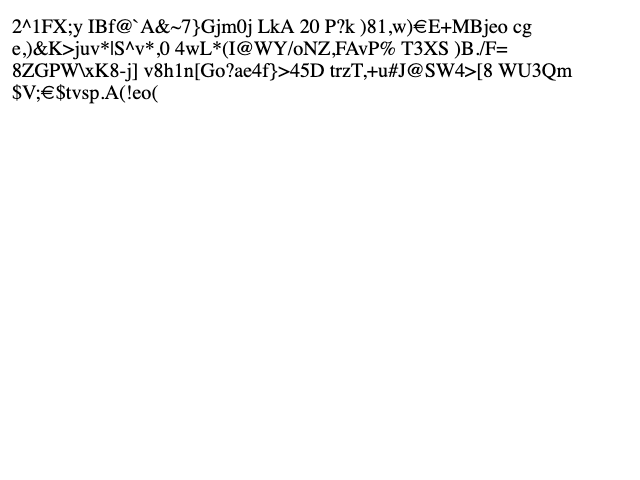 2^1FX;y IBf@`A&~7}Gjm0j LkA 20 P?k )81,w)€E+MBjeo cg
e,)&K>juv*lS^v*,0 4wL*(I@WY/oNZ,FAvP% T3XS )B./F=
8ZGPW\xK8-j] v8h1n[Go?ae4f}>45D trzT,+u#J@SW4>[8 WU3Qm
$V;€$tvsp.A(!eo(